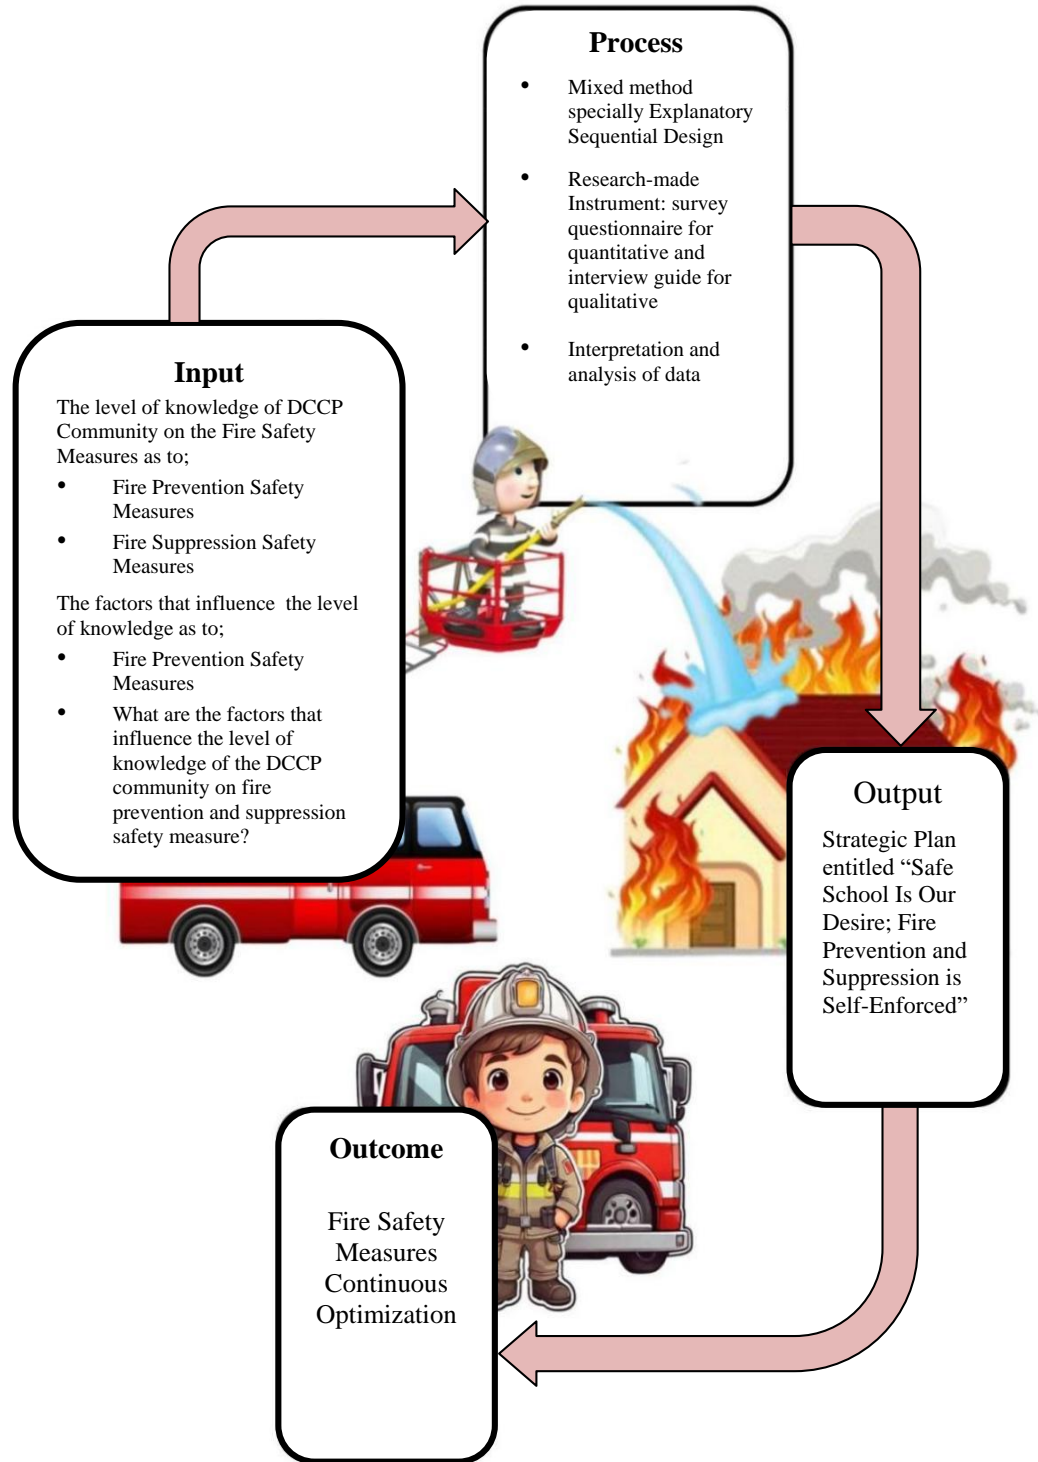 Process
• Mixed method
specially Explanatory
Sequential Design
• Research-made
Instrument: survey
questionnaire for
quantitative and
interview guide for
qualitative
• Interpretation and
analysis of data
Input
The level of knowledge of DCCP
Community on the Fire Safety
Measures as to;
• Fire Prevention Safety
Measures
• Fire Suppression Safety
Measures
The factors that influence the level
of knowledge as to;
• Fire Prevention Safety
Measures
• What are the factors that
influence the level of
knowledge of the DCCP
community on fire
prevention and suppression
safety measure?
Output
Strategic Plan
entitled “Safe
School Is Our
Desire; Fire
Prevention and
Suppression is
Self-Enforced”
Outcome
Fire Safety
Measures
Continuous
Optimization